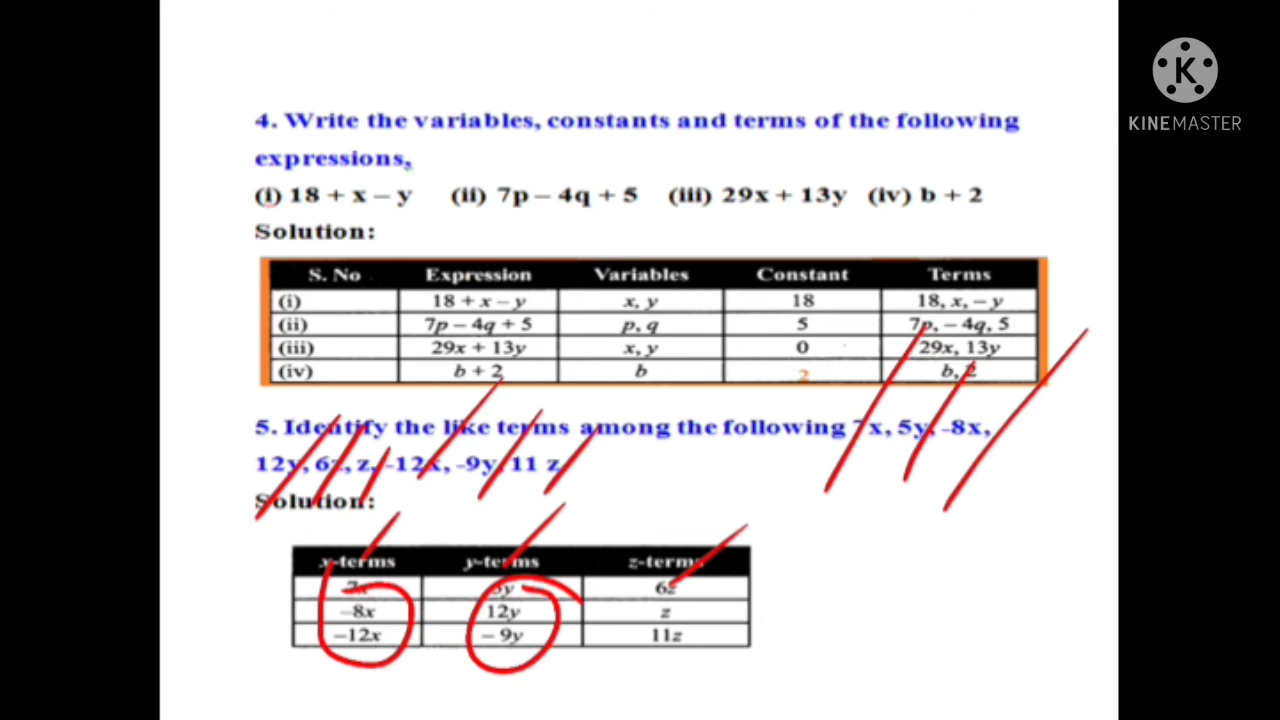 K
KINEMASTER
4. Write the variables, constants and terms of the following
expressions,
(i) 18 + x – y (ii) 7p – 4q + 5 (iii) 29x + 13y (iv) b + 2
Solution:
S. No Expression Variables Constant Terms
(i) 18 + x – y x, y 18 18, x, – y
(ii) 7p – 4q + 5 p, q 5 7p, – 4q, 5
(iii) 29x + 13y x, y 0 29x, 13y
(iv) b + 2 b 2 b, 2
5. Identify the like terms among the following 7x, 5y, -8x,
12y, 6z, z, -12x, -9y, 11 z
Solution:
x-terms y-terms z-terms
7x 5y 6z
–8x 12y z
–12x – 9y 11z